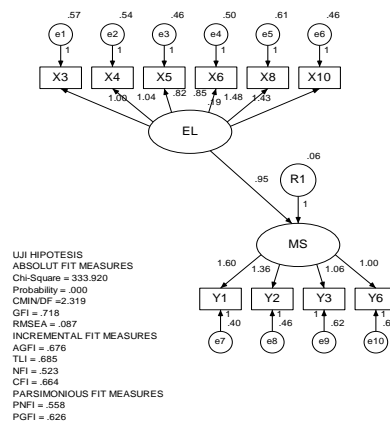 .57 .54 .46 .50 .61 .46
e1 e2 e3 e4 e5 e6
1 1 1 1 1 1
X3 X4 X5 X6 X8 X10
1.00 1.04 .82 .85 1.48 1.43
.19
EL
.06
.95 R1
1
MS
1.60 1.36 1.06 1.00
Y1 Y2 Y3 Y6
1 1 1 1
.40 .46 .62 .6
e7 e8 e9 e10
UJI HIPOTESIS
ABSOLUT FIT MEASURES
Chi-Square = 333.920
Probability = .000
CMIN/DF =2.319
GFI = .718
RMSEA = .087
INCREMENTAL FIT MEASURES
AGFI = .676
TLI = .685
NFI = .523
CFI = .664
PARSIMONIOUS FIT MEASURES
PNFI = .558
PGFI = .626